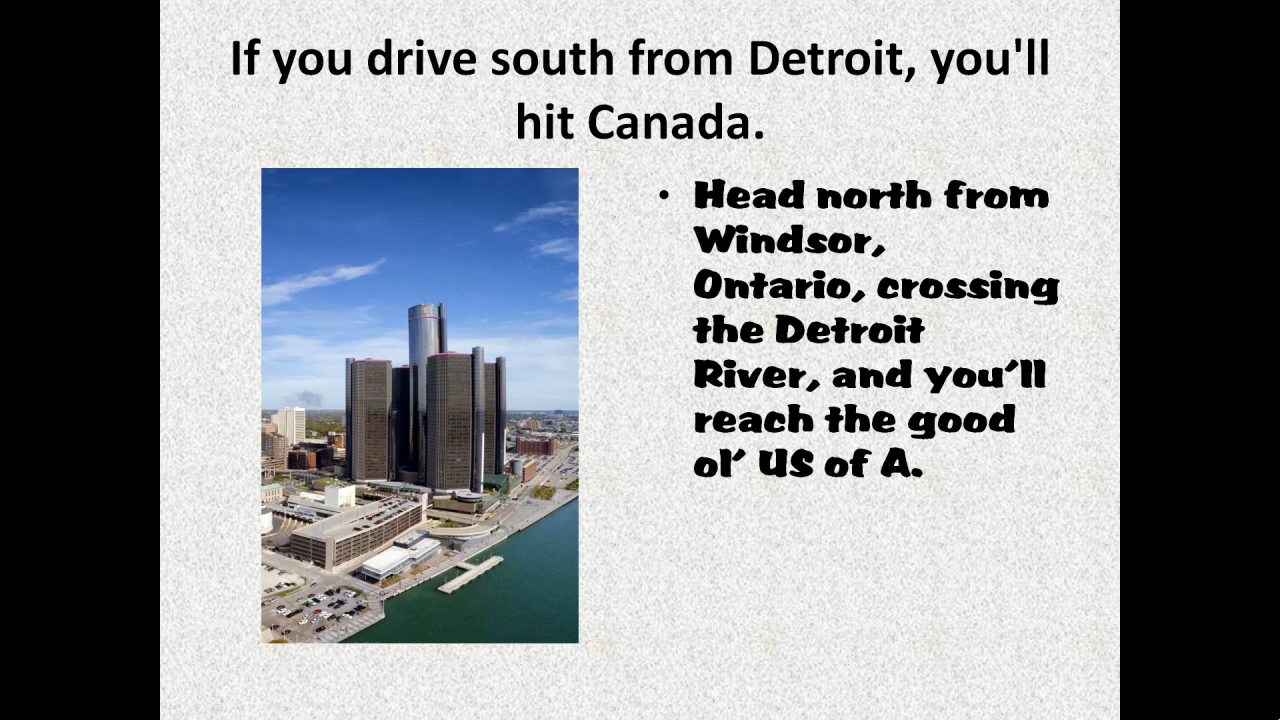 If you drive south from Detroit, you'll
hit Canada.
• Head north from
Windsor,
Ontario, crossing
the Detroit
River, and you’ll
reach the good
ol’ US of A.